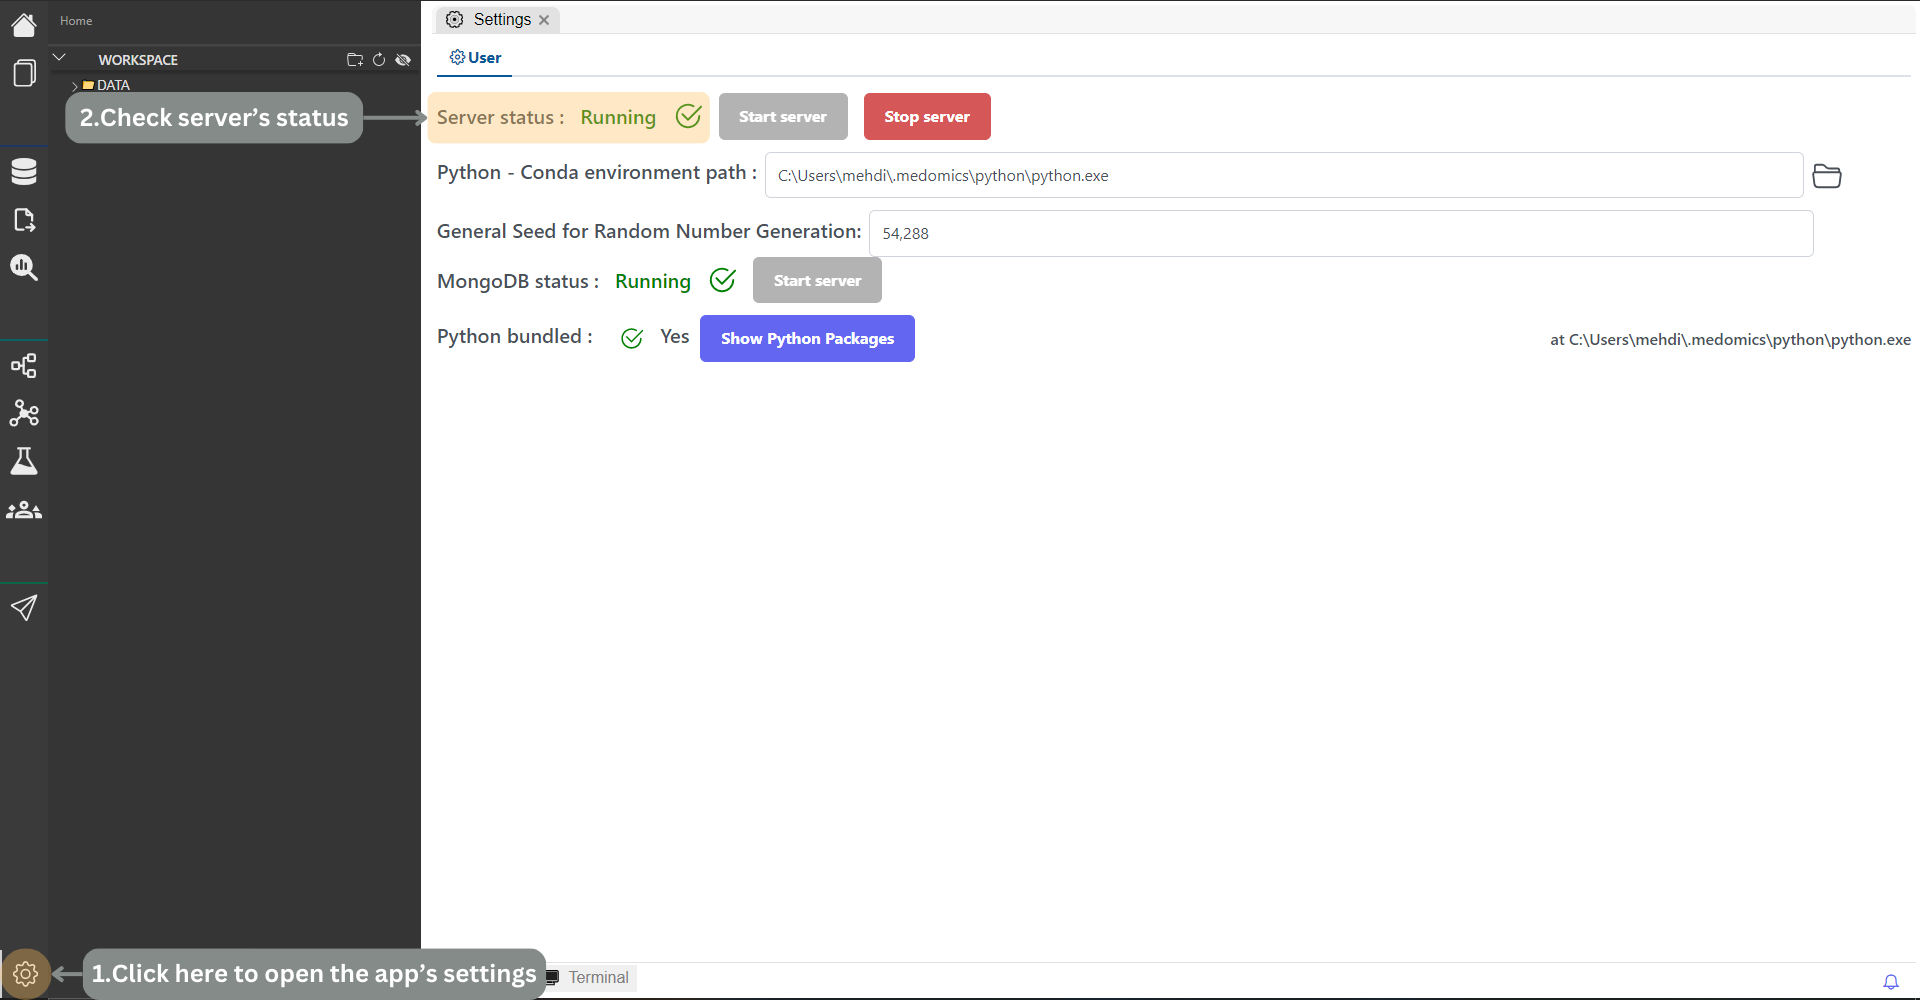 Home
Settings
WORKSPACE
User
DATA
2.Check server's status
Server status : Running
Start server
Stop server
Python - Conda environment path :
C:\Users\mehdi\.medomics\python\python.exe
General Seed for Random Number Generation:
54,288
MongoDB status : Running
Start server
Python bundled : Yes
Show Python Packages
at C:\Users\mehdi\.medomics\python\python.exe
1.Click here to open the app's settings
Terminal